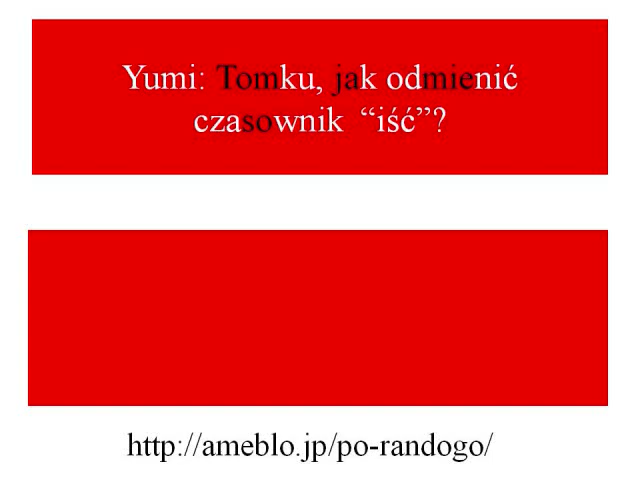 Yumi: Tomku, jak odmienić
czasownik “iść”?
http://ameblo.jp/po-randogo/